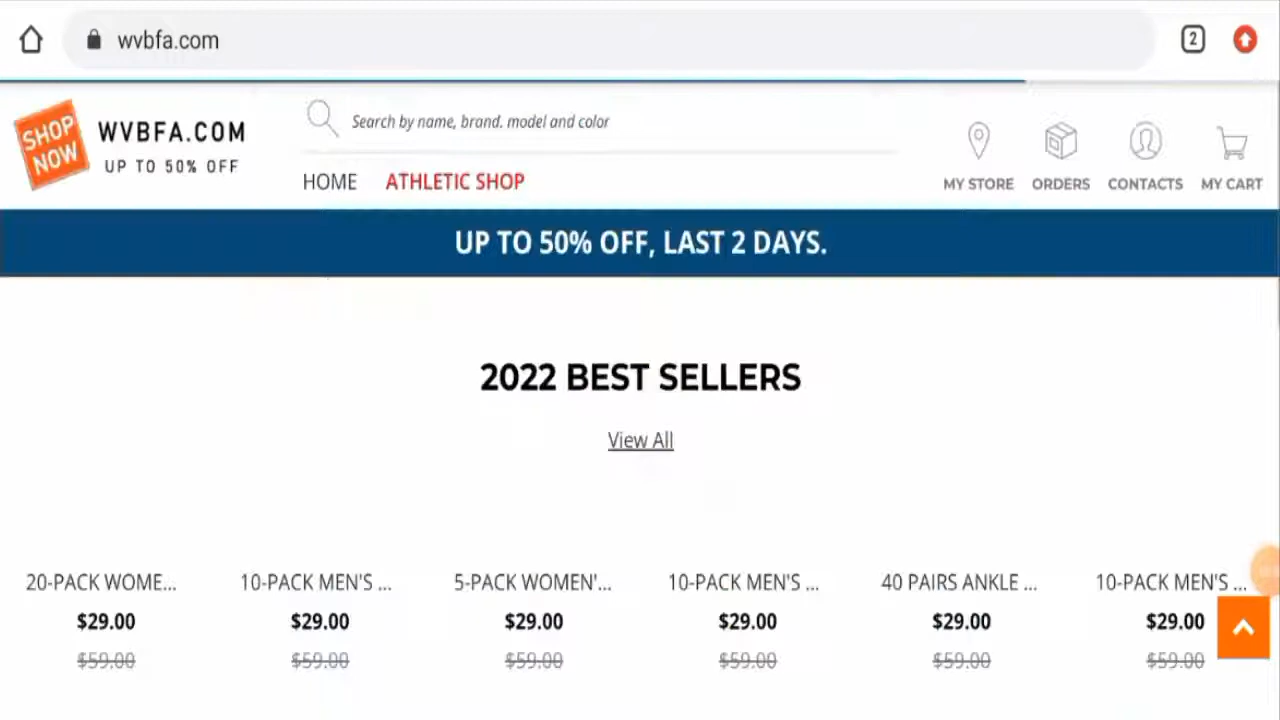 wvbfa.com
2
SHOP NOW
WVBFA.COM
UP TO 50% OFF
Search by name, brand. model and color
HOME ATHLETIC SHOP
MY STORE ORDERS CONTACTS MY CART
UP TO 50% OFF, LAST 2 DAYS.
2022 BEST SELLERS
View All
20-PACK WOME... 10-PACK MEN'S ... 5-PACK WOMEN'... 10-PACK MEN'S ... 40 PAIRS ANKLE ... 10-PACK MEN'S ...
$29.00 $29.00 $29.00 $29.00 $29.00 $29.00
$59.00 $59.00 $59.00 $59.00 $59.00 $59.00